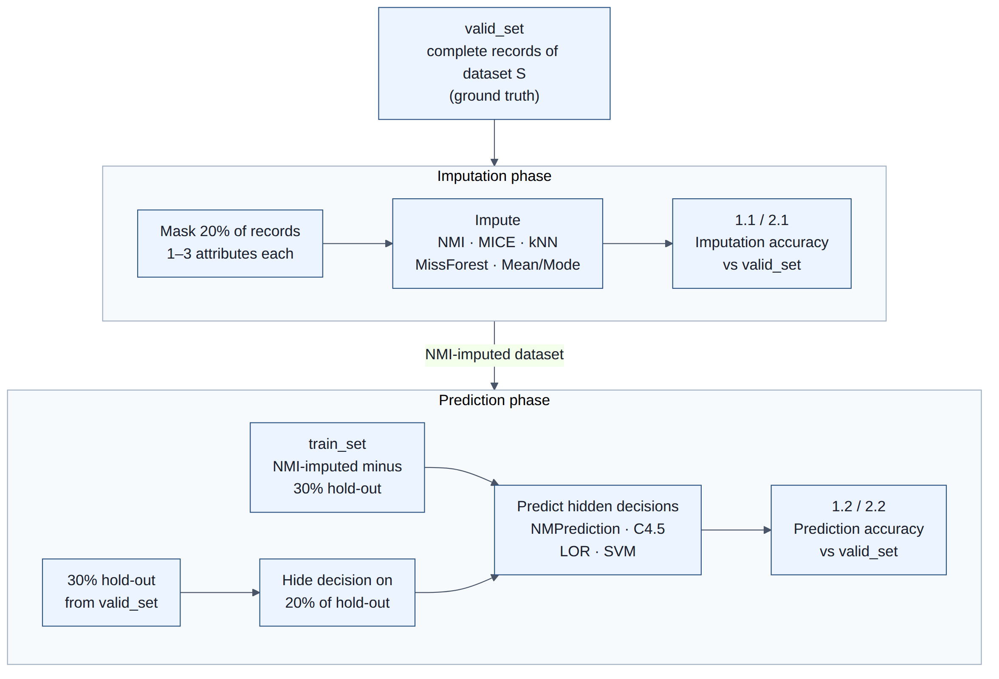 valid_set
complete records of
dataset S
(ground truth)
Imputation phase
Mask 20% of records
1–3 attributes each
Impute
NMI · MICE · kNN
MissForest · Mean/Mode
1.1 / 2.1
Imputation accuracy
vs valid_set
NMI-imputed dataset
Prediction phase
train_set
NMI-imputed minus
30% hold-out
30% hold-out
from valid_set
Hide decision on
20% of hold-out
Predict hidden decisions
NMPrediction · C4.5
LOR · SVM
1.2 / 2.2
Prediction accuracy
vs valid_set